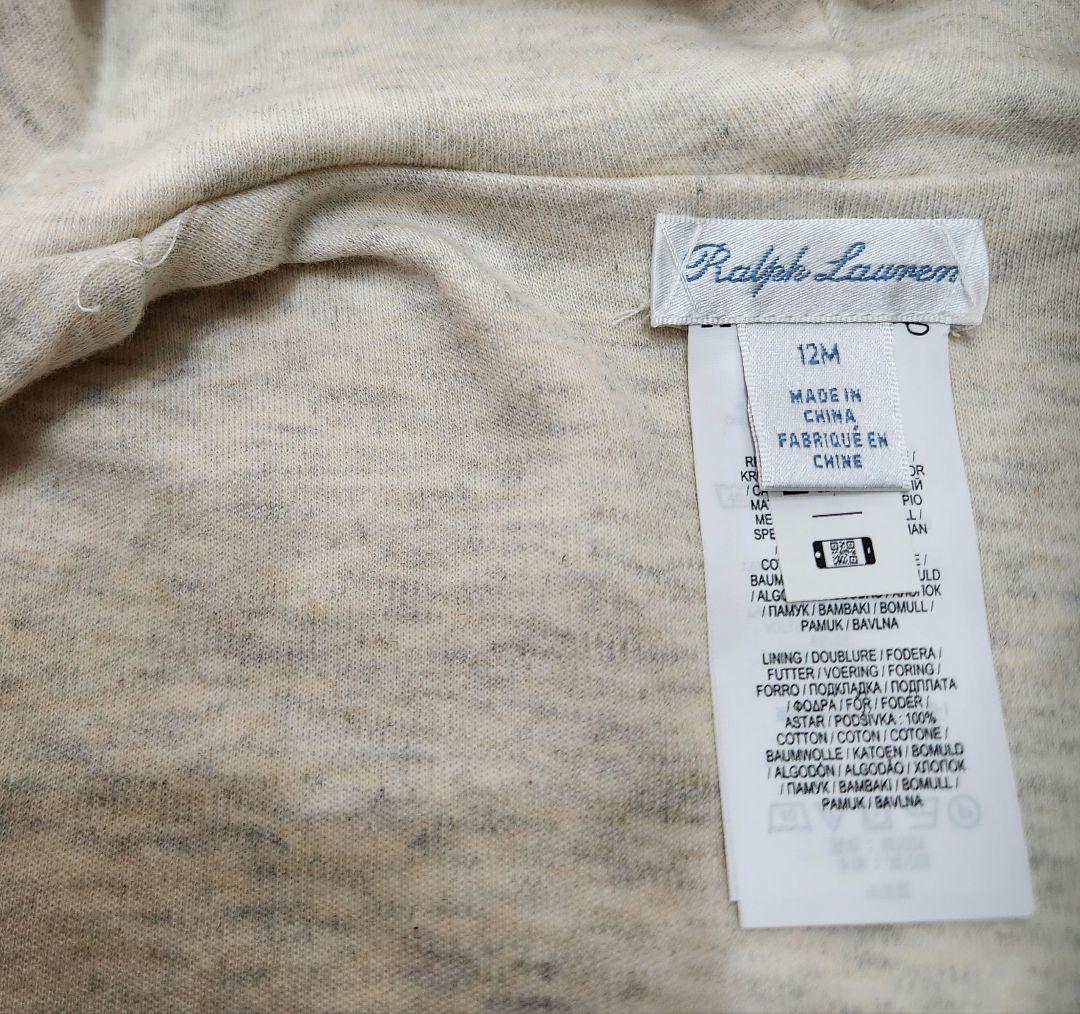 Ralph Lauren
12M
MADE IN
CHINA
FABRIQUÉ EN
CHINE
/ ПАМУК / BAMBAKI / BOMULL /
PAMUK / BAVLNA
LINING / DOUBLURE / FODERA /
FUTTER / VOERING / FORING /
FORRO / ПОДКЛАДКА / ПОДПЛАТА
/ ΦΟΔΡΑ / FÔR / FODER /
ASTAR / PODŠÍVKA : 100%
COTTON / COTON / COTONE /
BAUMWOLLE / KATOEN / BOMULD
/ ALGODÓN / ALGODÃO / ХЛОПОК
/ ПАМУК / BAMBAKI / BOMULL /
PAMUK / BAVLNA